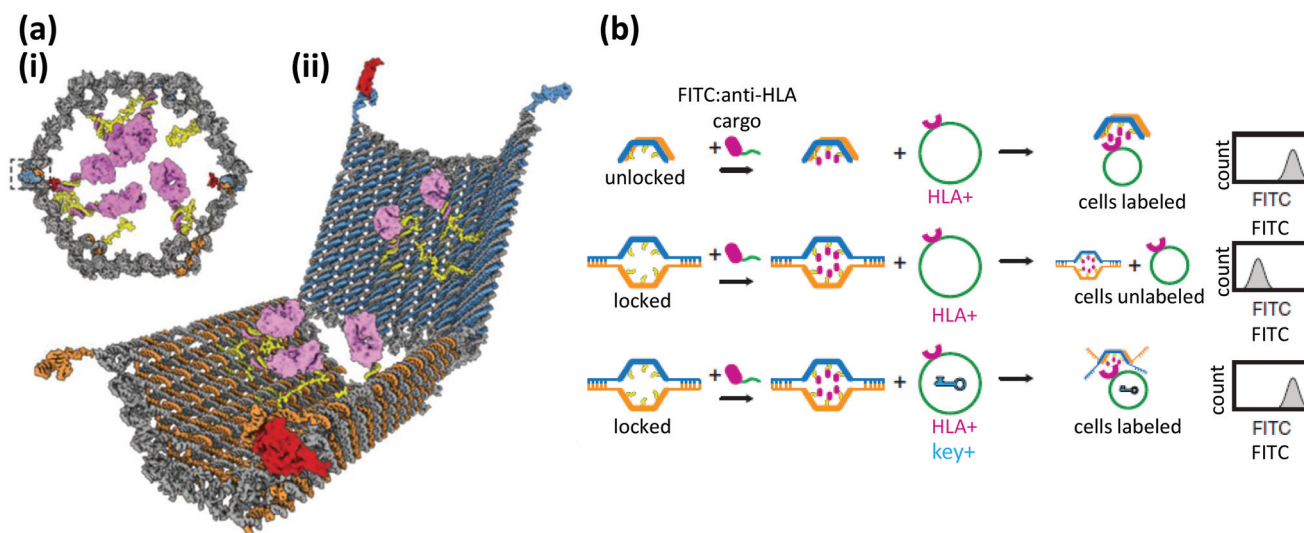 (a)
(i)
(ii)
(b)
FITC:anti-HLA
cargo
+
+
unlocked
HLA+
cells labeled
count
FITC
FITC
+
+
+
locked
HLA+
cells unlabeled
count
FITC
FITC
+
+
locked
HLA+
key+
cells labeled
count
FITC
FITC